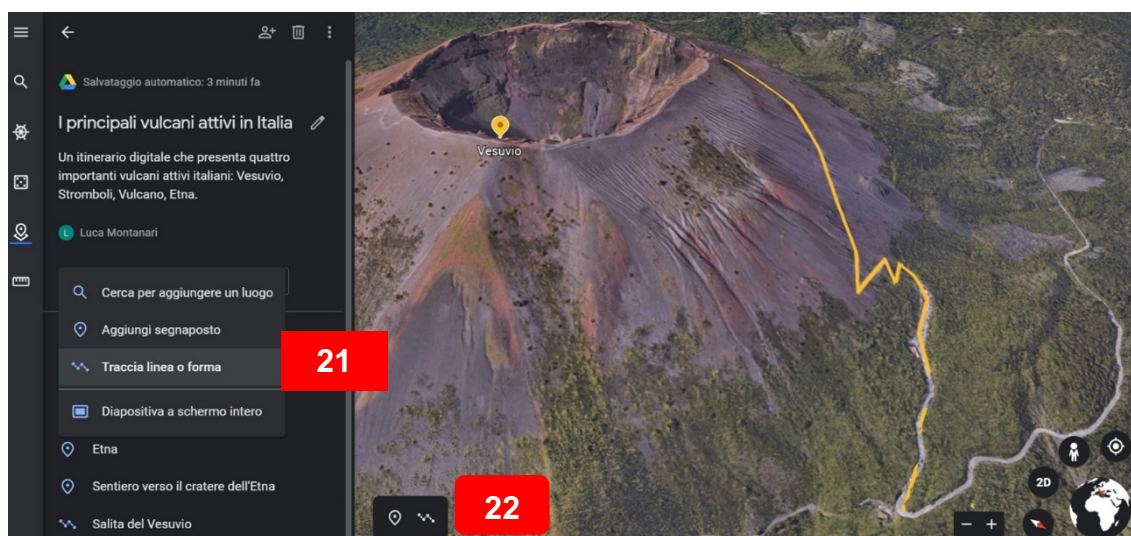 Salvataggio automatico: 3 minuti fa
I principali vulcani attivi in Italia
Un itinerario digitale che presenta quattro
importanti vulcani attivi italiani: Vesuvio,
Stromboli, Vulcano, Etna.
L Luca Montanari
Cerca per aggiungere un luogo
Aggiungi segnaposto
Traccia linea o forma
21
Diapositiva a schermo intero
Etna
Sentiero verso il cratere dell'Etna
Salita del Vesuvio
Vesuvio
22
2D